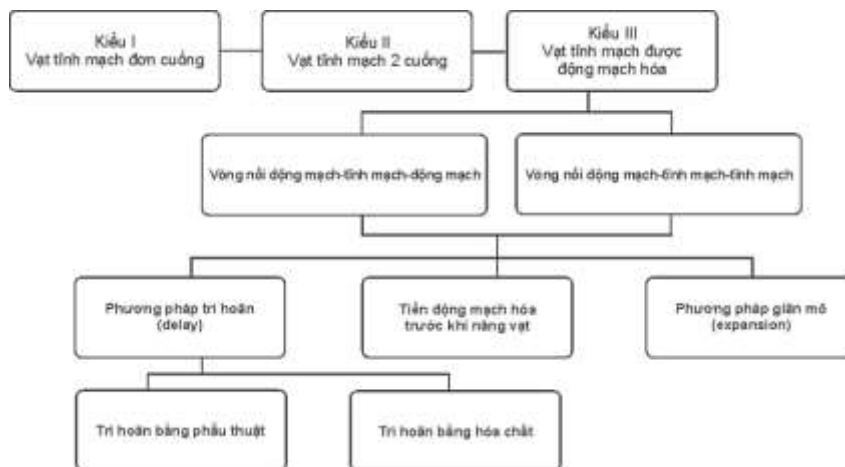 Kiểu I
Vạt tĩnh mạch đơn cuống
Kiểu II
Vạt tĩnh mạch 2 cuống
Kiểu III
Vạt tĩnh mạch được
động mạch hóa
Vòng nối động mạch-tĩnh mạch-động mạch
Vòng nối động mạch-tĩnh mạch-tĩnh mạch
Phương pháp trì hoãn
(delay)
Tiền động mạch hóa
trước khi nâng vạt
Phương pháp giãn mô
(expansion)
Trì hoãn bằng phẫu thuật
Trì hoãn bằng hóa chất